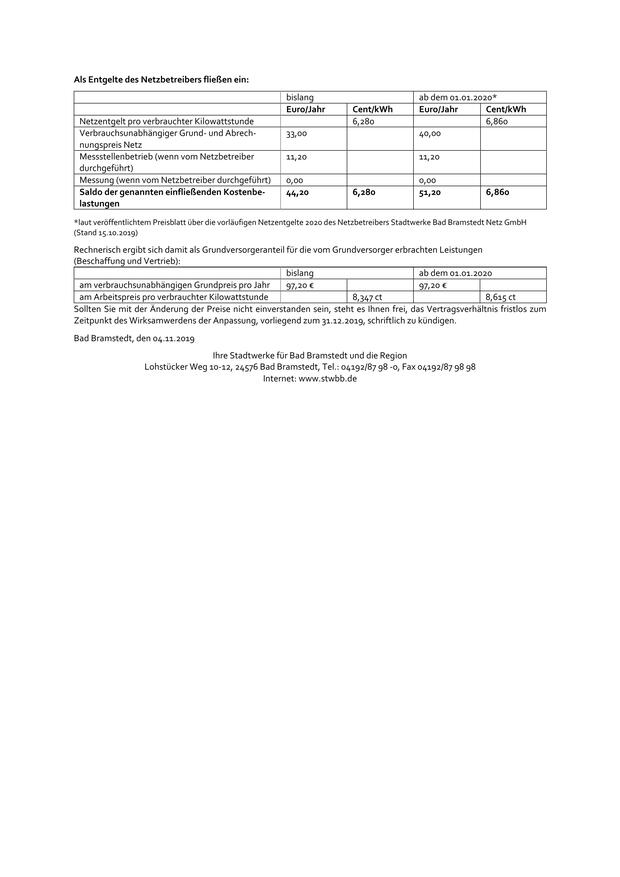 Als Entgelte des Netzbetreibers fließen ein:
bislang ab dem 01.01.2020*
Euro/Jahr Cent/kWh Euro/Jahr Cent/kWh
Netzentgelt pro verbrauchter Kilowattstunde 6,280 6,860
Verbrauchsunabhängiger Grund- und Abrech- 33,00 40,00
nungspreis Netz
Messstellenbetrieb (wenn vom Netzbetreiber 11,20 11,20
durchgeführt)
Messung (wenn vom Netzbetreiber durchgeführt) 0,00 0,00
Saldo der genannten einfließenden Kostenbe- 44,20 6,280 51,20 6,860
lastungen
*laut veröffentlichtem Preisblatt über die vorläufigen Netzentgelte 2020 des Netzbetreibers Stadtwerke Bad Bramstedt Netz GmbH
(Stand 15.10.2019)
Rechnerisch ergibt sich damit als Grundversorgeranteil für die vom Grundversorger erbrachten Leistungen
(Beschaffung und Vertrieb):
bislang ab dem 01.01.2020
am verbrauchsunabhängigen Grundpreis pro Jahr 97,20 € 97,20 €
am Arbeitspreis pro verbrauchter Kilowattstunde 8,347 ct 8,615 ct
Sollten Sie mit der Änderung der Preise nicht einverstanden sein, steht es Ihnen frei, das Vertragsverhältnis fristlos zum
Zeitpunkt des Wirksamwerdens der Anpassung, vorliegend zum 31.12.2019, schriftlich zu kündigen.
Bad Bramstedt, den 04.11.2019
Ihre Stadtwerke für Bad Bramstedt und die Region
Lohstücker Weg 10-12, 24576 Bad Bramstedt, Tel.: 04192/87 98 -0, Fax 04192/87 98 98
Internet: www.stwbb.de